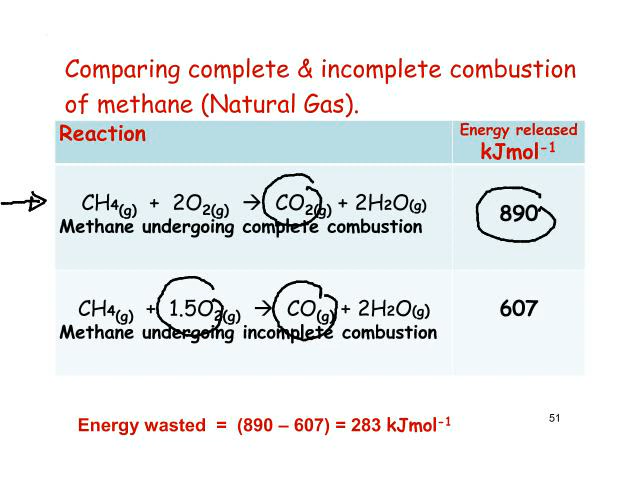 Comparing complete & incomplete combustion
of methane (Natural Gas).
Reaction
Energy released
kJmol⁻¹
CH₄(g) + 2O₂(g) → CO₂(g) + 2H₂O(g)
Methane undergoing complete combustion
890
CH₄(g) + 1.5O₂(g) → CO(g) + 2H₂O(g)
Methane undergoing incomplete combustion
607
Energy wasted = (890 – 607) = 283 kJmol⁻¹
51